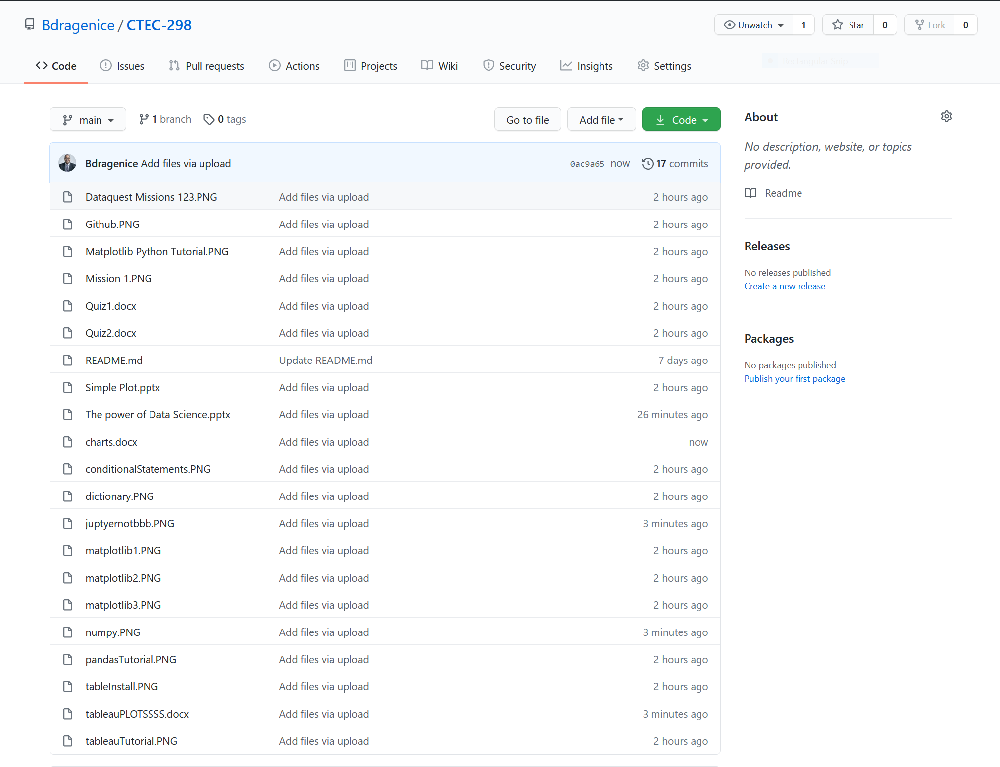 Bdragenice / CTEC-298
Unwatch 1 Star 0 Fork 0
Code Issues Pull requests Actions Projects Wiki Security Insights Settings
Rectangular Snip
main 1 branch 0 tags Go to file Add file Code
Bdragenice Add files via upload 0ac9a65 now 17 commits
Dataquest Missions 123.PNG Add files via upload 2 hours ago
Github.PNG Add files via upload 2 hours ago
Matplotlib Python Tutorial.PNG Add files via upload 2 hours ago
Mission 1.PNG Add files via upload 2 hours ago
Quiz1.docx Add files via upload 2 hours ago
Quiz2.docx Add files via upload 2 hours ago
README.md Update README.md 7 days ago
Simple Plot.pptx Add files via upload 2 hours ago
The power of Data Science.pptx Add files via upload 26 minutes ago
charts.docx Add files via upload now
conditionalStatements.PNG Add files via upload 2 hours ago
dictionary.PNG Add files via upload 2 hours ago
juptyernotbbb.PNG Add files via upload 3 minutes ago
matplotlib1.PNG Add files via upload 2 hours ago
matplotlib2.PNG Add files via upload 2 hours ago
matplotlib3.PNG Add files via upload 2 hours ago
numpy.PNG Add files via upload 3 minutes ago
pandasTutorial.PNG Add files via upload 2 hours ago
tableInstall.PNG Add files via upload 2 hours ago
tableauPLOTSSSS.docx Add files via upload 3 minutes ago
tableauTutorial.PNG Add files via upload 2 hours ago
About
No description, website, or topics
provided.
Readme
Releases
No releases published
Create a new release
Packages
No packages published
Publish your first package